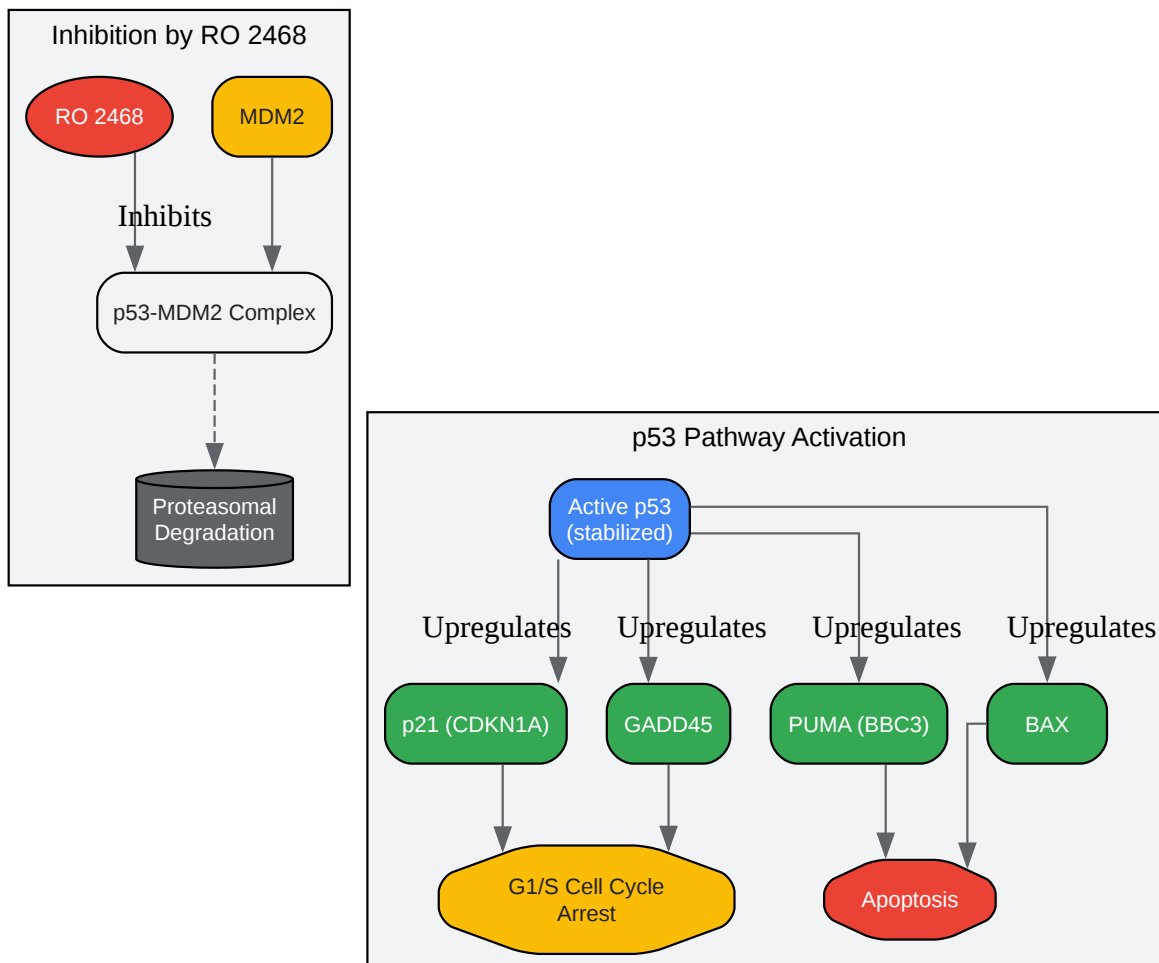 Inhibition by RO 2468
RO 2468
MDM2
Inhibits
p53-MDM2 Complex
Proteasomal
Degradation
p53 Pathway Activation
Active p53
(stabilized)
Upregulates
Upregulates
Upregulates
Upregulates
p21 (CDKN1A)
GADD45
PUMA (BBC3)
BAX
G1/S Cell Cycle
Arrest
Apoptosis